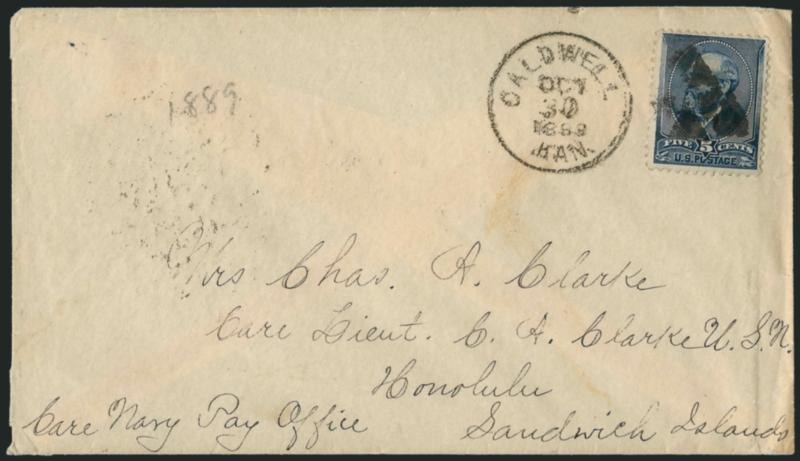 1889
CALDWELL
OCT
30
1889
KAN.
FIVE 5 CENTS
U.S. POSTAGE
Mrs Chas. A. Clarke
Care Lieut. C. A. Clarke U.S.N.
Honolulu
Care Navy Pay Office
Sandwich Islands